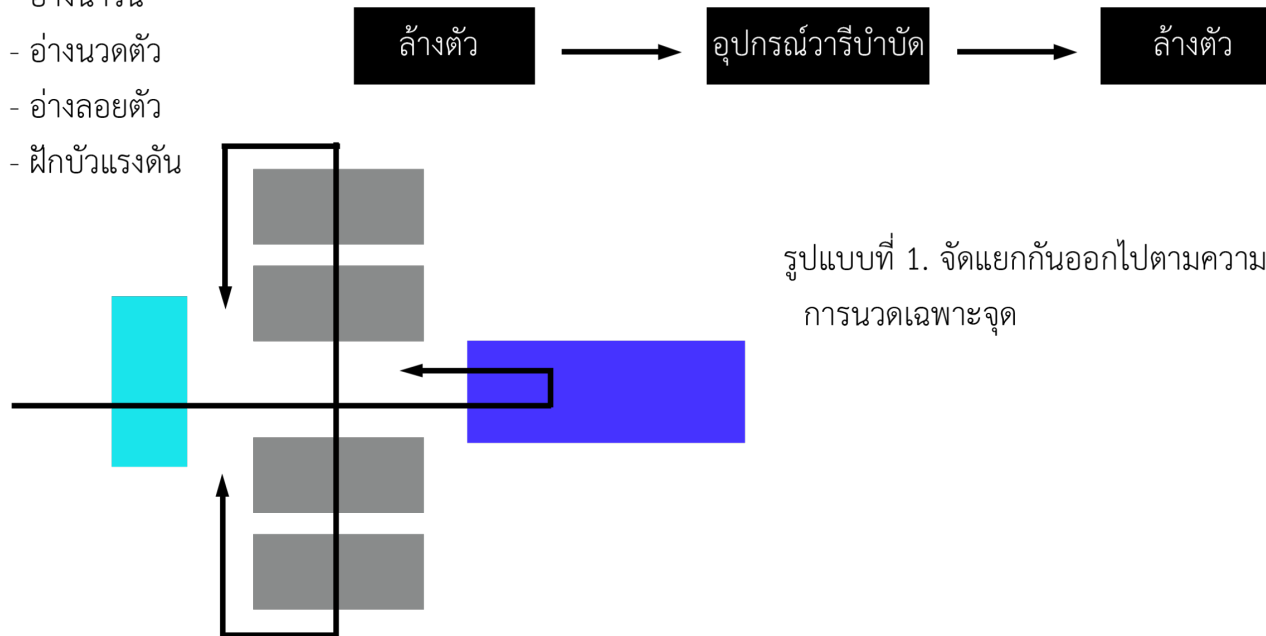 - อ่างนวดตัว
- อ่างลอยตัว
- ฝักบัวแรงดัน
ล้างตัว
อุปกรณ์วารีบำบัด
ล้างตัว
รูปแบบที่ 1. จัดแยกกันออกไปตามความ
การนวดเฉพาะจุด